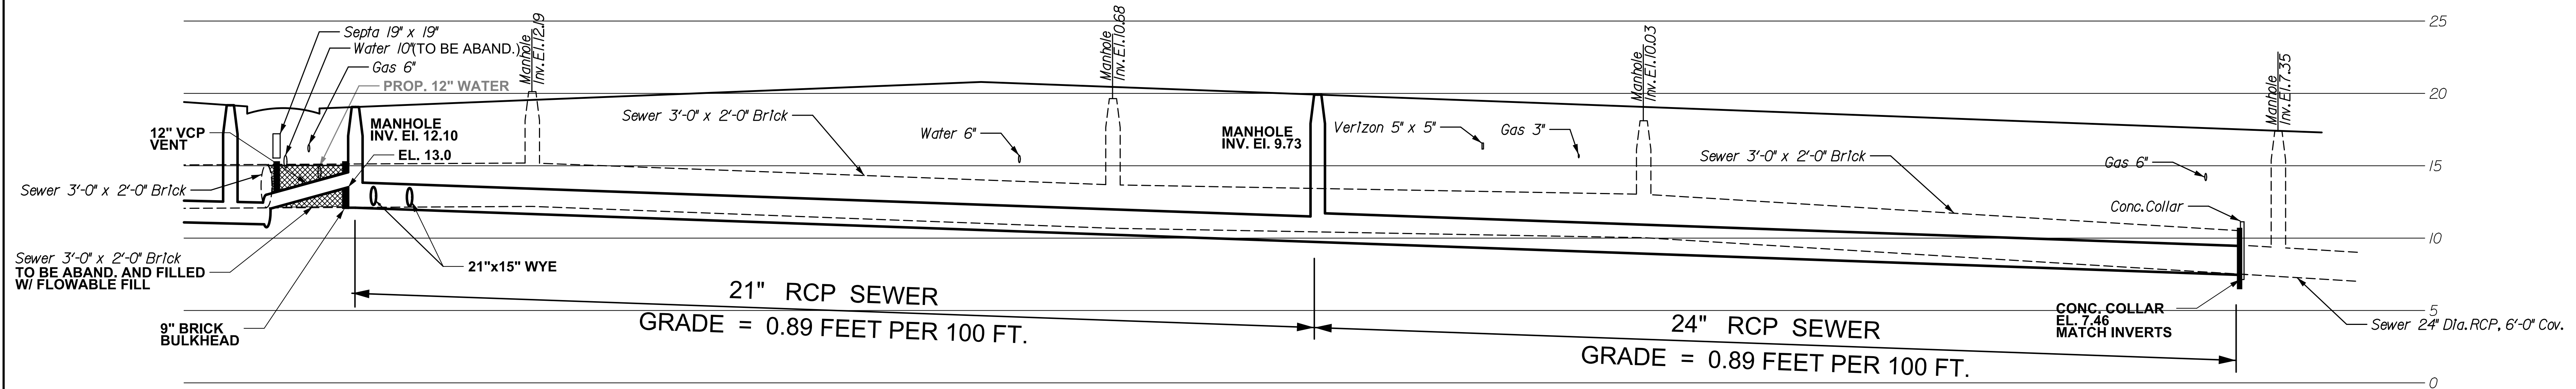 25
20
15
10
5
0
Septa 19" x 19"
Water 10"(TO BE ABAND.)
Gas 6"
PROP. 12" WATER
12" VCP
VENT
MANHOLE
INV. El. 12.10
EL. 13.0
Sewer 3'-0" x 2'-0" Brick
Sewer 3'-0" x 2'-0" Brick
TO BE ABAND. AND FILLED
W/ FLOWABLE FILL
9" BRICK
BULKHEAD
21"x15" WYE
Manhole
Inv.El.12.19
Sewer 3'-0" x 2'-0" Brick
Water 6"
Manhole
Inv.El.10.68
MANHOLE
INV. El. 9.73
Verizon 5" x 5"
Gas 3"
Manhole
Inv.El.10.03
Sewer 3'-0" x 2'-0" Brick
Gas 6"
Conc.Collar
Manhole
Inv.El.7.35
21" RCP SEWER
GRADE = 0.89 FEET PER 100 FT.
24" RCP SEWER
GRADE = 0.89 FEET PER 100 FT.
CONC. COLLAR
EL. 7.46
MATCH INVERTS
Sewer 24" Dia.RCP, 6'-0" Cov.